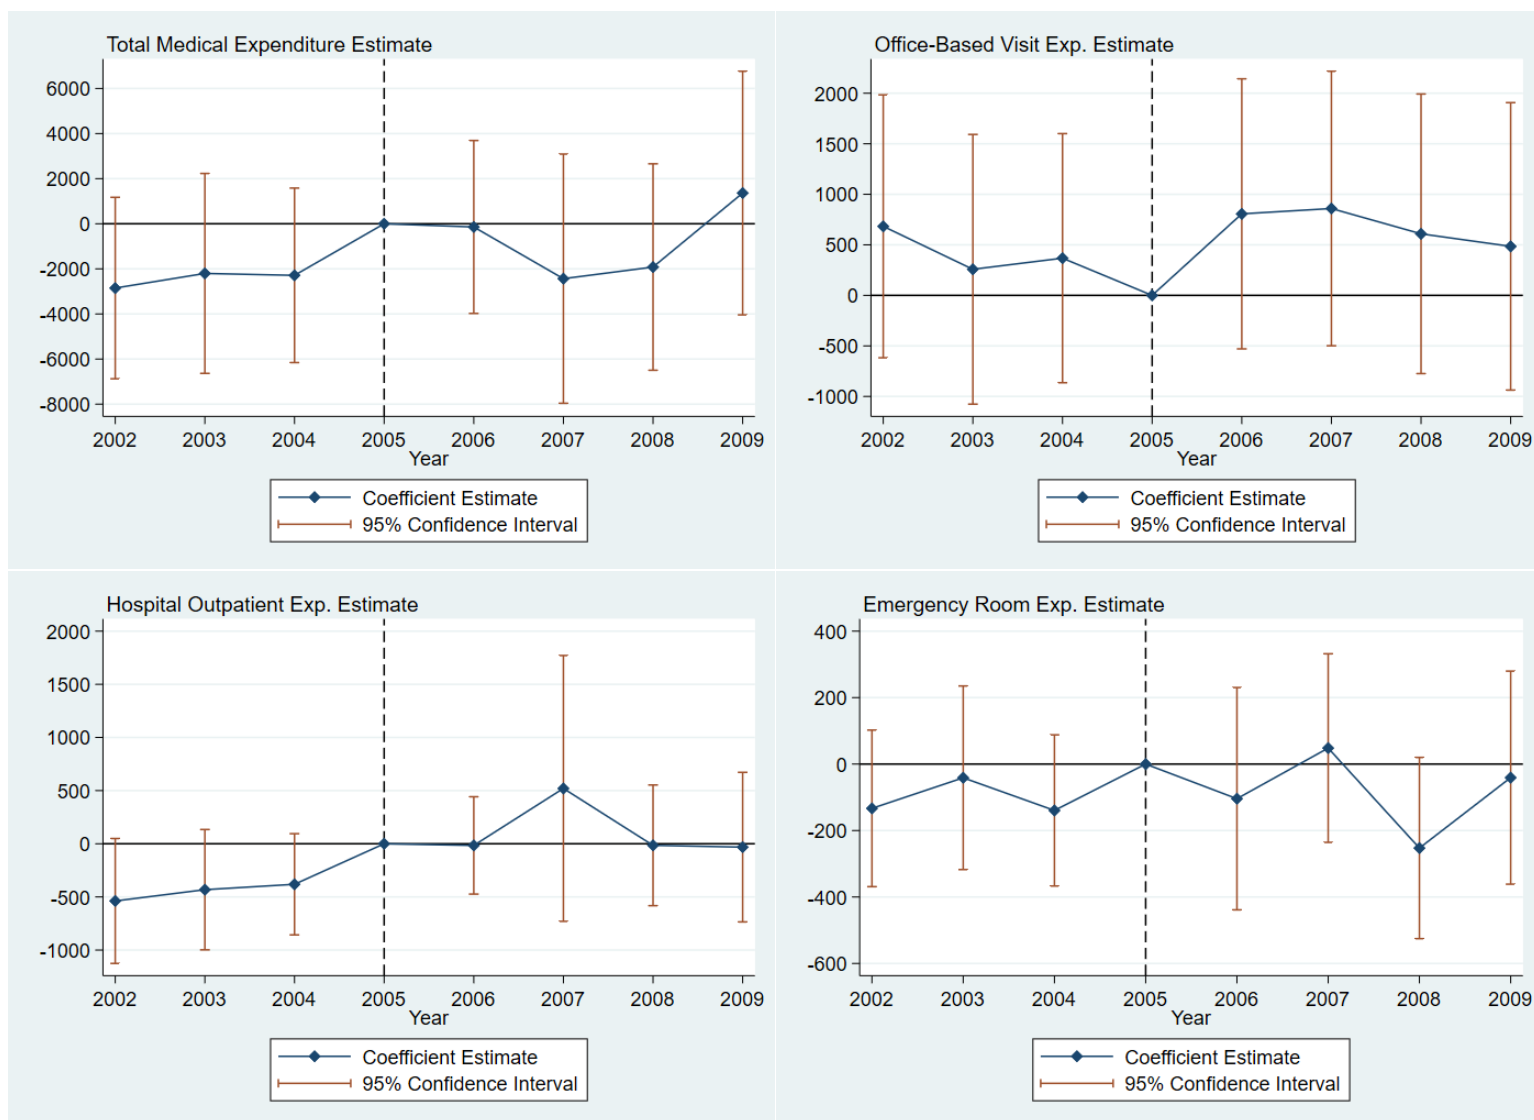 Total Medical Expenditure Estimate
6000
4000
2000
0
-2000
-4000
-6000
-8000
2002 2003 2004 2005 2006 2007 2008 2009
Year
Coefficient Estimate
95% Confidence Interval
Office-Based Visit Exp. Estimate
2000
1500
1000
500
0
-500
-1000
2002 2003 2004 2005 2006 2007 2008 2009
Year
Coefficient Estimate
95% Confidence Interval
Hospital Outpatient Exp. Estimate
2000
1500
1000
500
0
-500
-1000
2002 2003 2004 2005 2006 2007 2008 2009
Year
Coefficient Estimate
95% Confidence Interval
Emergency Room Exp. Estimate
400
200
0
-200
-400
-600
2002 2003 2004 2005 2006 2007 2008 2009
Year
Coefficient Estimate
95% Confidence Interval